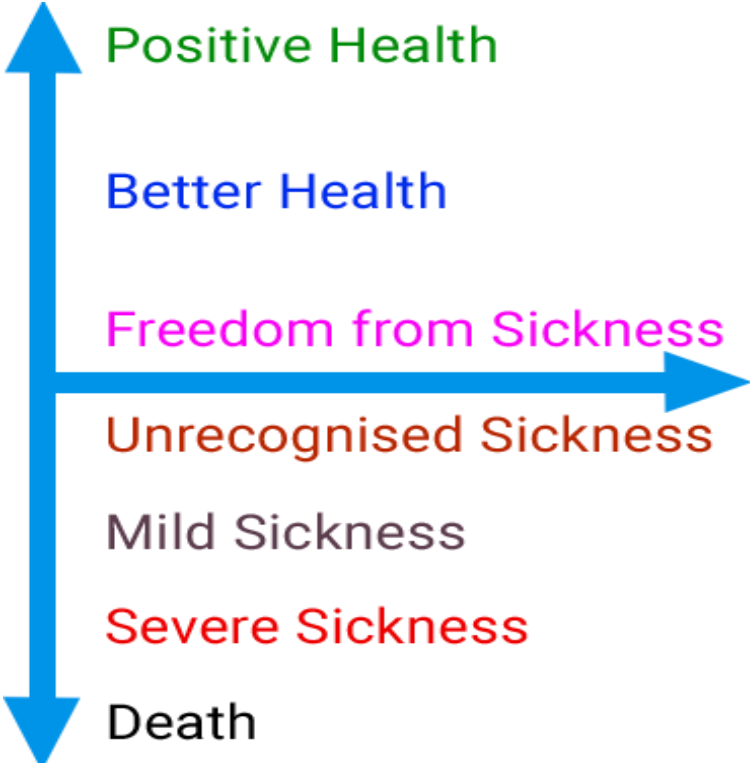 Positive Health
Better Health
Freedom from Sickness
Unrecognised Sickness
Mild Sickness
Severe Sickness
Death